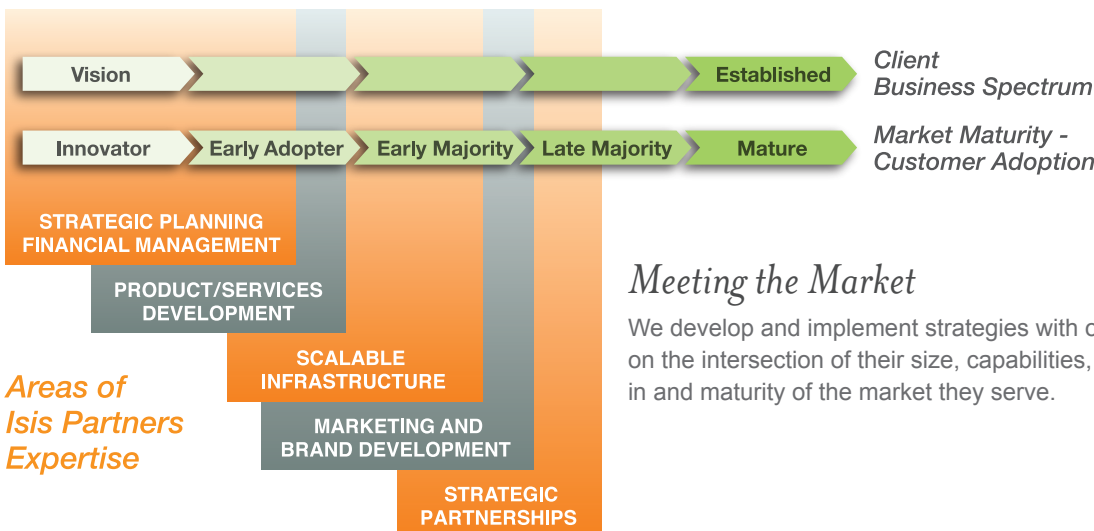 Vision
Established
Client
Business Spectrum
Innovator
Early Adopter
Early Majority
Late Majority
Mature
Market Maturity -
Customer Adoption
STRATEGIC PLANNING
FINANCIAL MANAGEMENT
PRODUCT/SERVICES
DEVELOPMENT
SCALABLE
INFRASTRUCTURE
MARKETING AND
BRAND DEVELOPMENT
STRATEGIC
PARTNERSHIPS
Areas of
Isis Partners
Expertise
Meeting the Market
We develop and implement strategies with
on the intersection of their size, capabilities,
in and maturity of the market they serve.